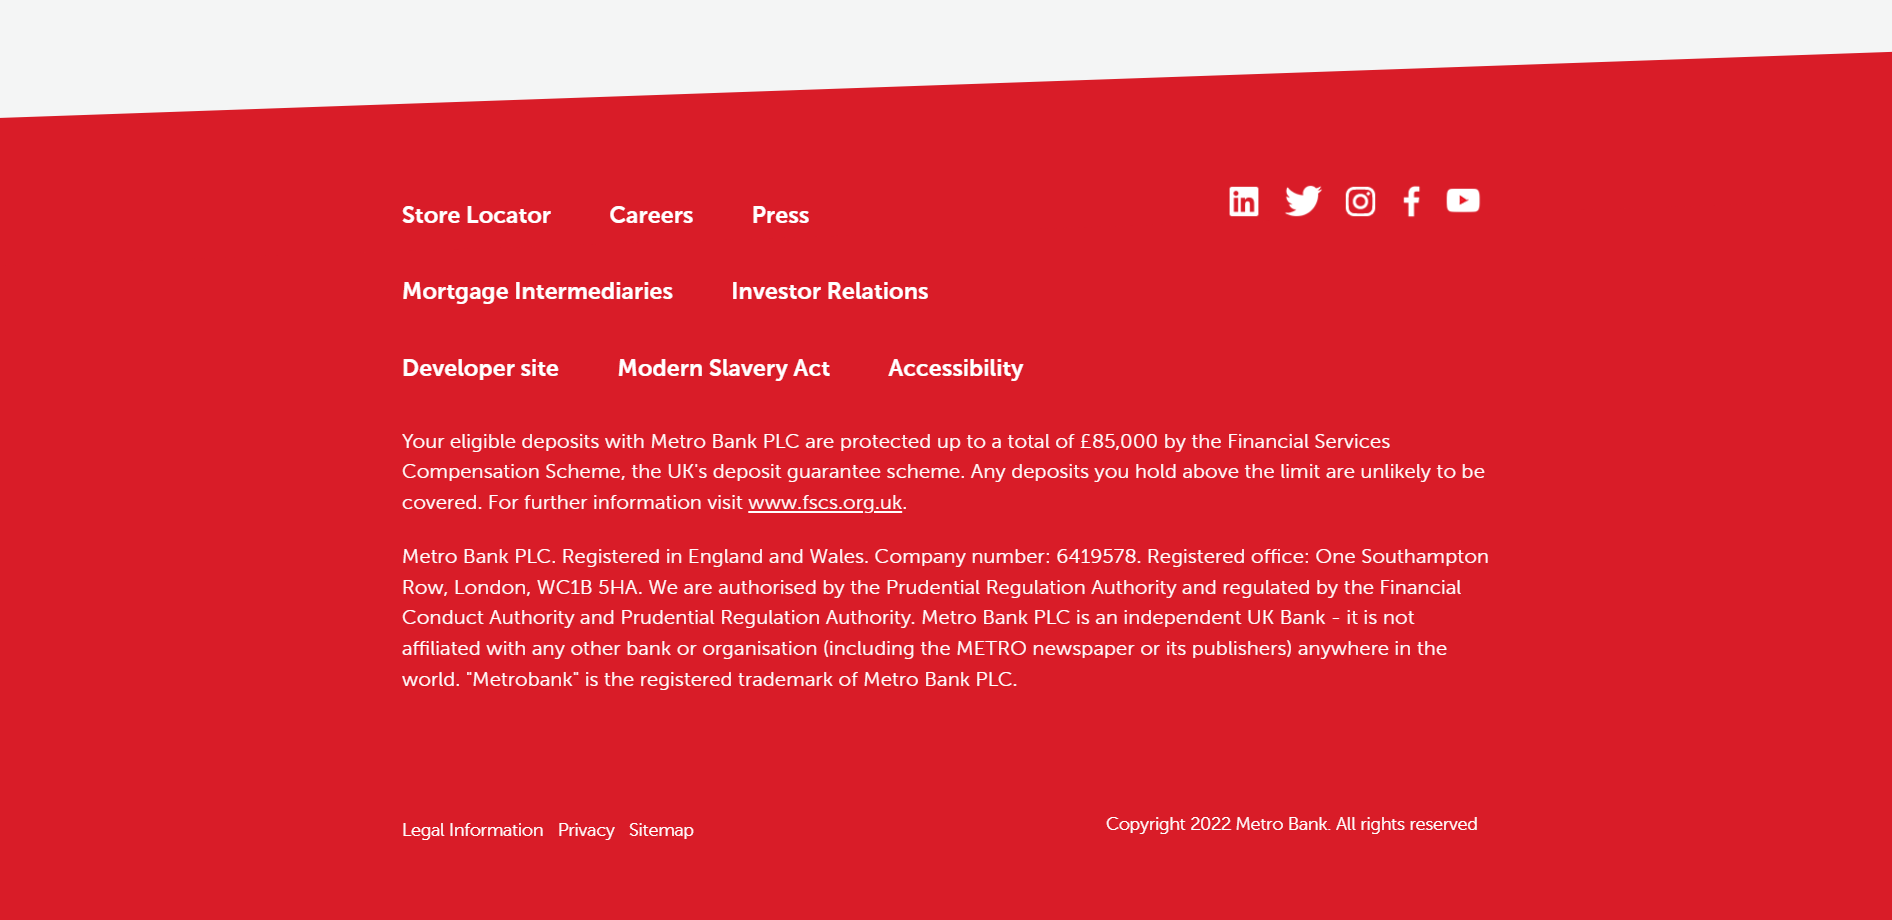 Store Locator Careers Press
Mortgage Intermediaries Investor Relations
Developer site Modern Slavery Act Accessibility
Your eligible deposits with Metro Bank PLC are protected up to a total of £85,000 by the Financial Services
Compensation Scheme, the UK's deposit guarantee scheme. Any deposits you hold above the limit are unlikely to be
covered. For further information visit www.fscs.org.uk.
Metro Bank PLC. Registered in England and Wales. Company number: 6419578. Registered office: One Southampton
Row, London, WC1B 5HA. We are authorised by the Prudential Regulation Authority and regulated by the Financial
Conduct Authority and Prudential Regulation Authority. Metro Bank PLC is an independent UK Bank - it is not
affiliated with any other bank or organisation (including the METRO newspaper or its publishers) anywhere in the
world. "Metrobank" is the registered trademark of Metro Bank PLC.
Legal Information Privacy Sitemap
Copyright 2022 Metro Bank. All rights reserved